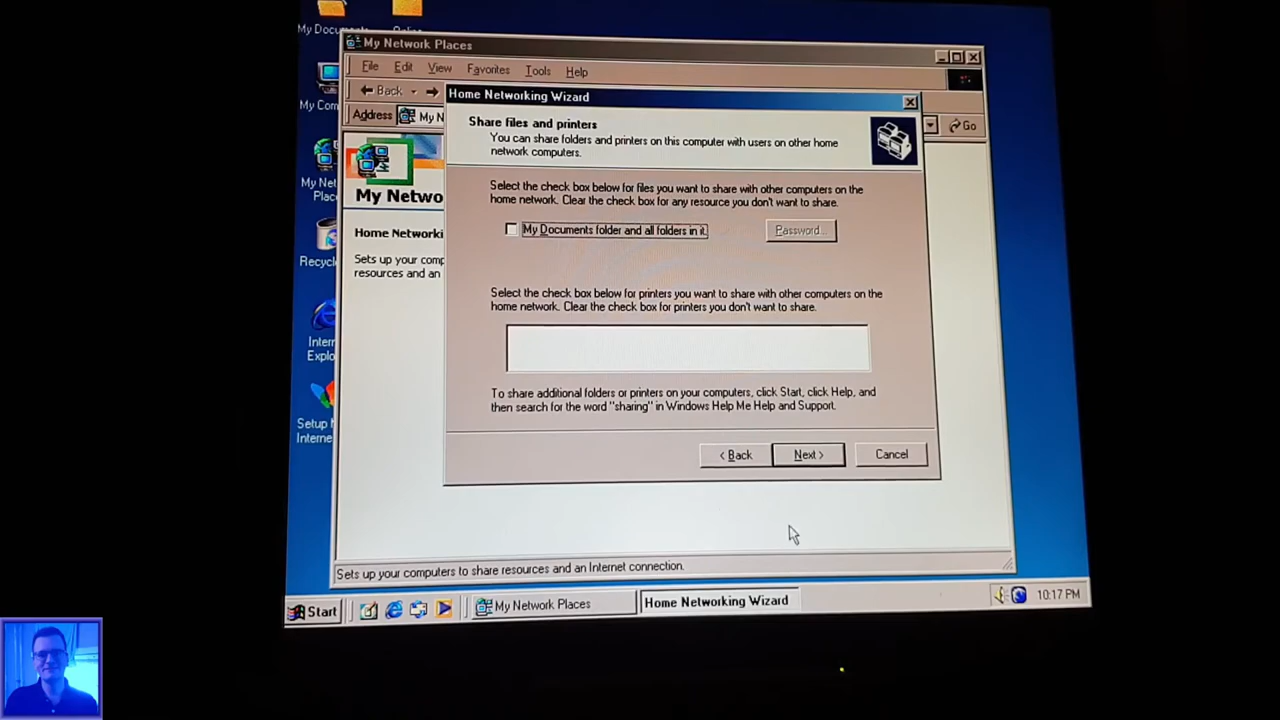 My Network Places
File Edit View Favorites Tools Help
Back
Address
Go
Home Networking Wizard
Share files and printers
You can share folders and printers on this computer with users on other home
network computers.
Select the check box below for files you want to share with other computers on the
home network. Clear the check box for any resource you don't want to share.
My Documents folder and all folders in it.
Password...
Select the check box below for printers you want to share with other computers on the
home network. Clear the check box for printers you don't want to share.
To share additional folders or printers on your computers, click Start, click Help, and
then search for the word "sharing" in Windows Help Me Help and Support.
< Back Next > Cancel
My Netwo
Home Networki
Sets up your comp
resources and an
Sets up your computers to share resources and an Internet connection.
My Docum
My Com
My Net
Place
Recycl
Intern
Explo
Setup M
Interne
Start
My Network Places
Home Networking Wizard
10:17 PM